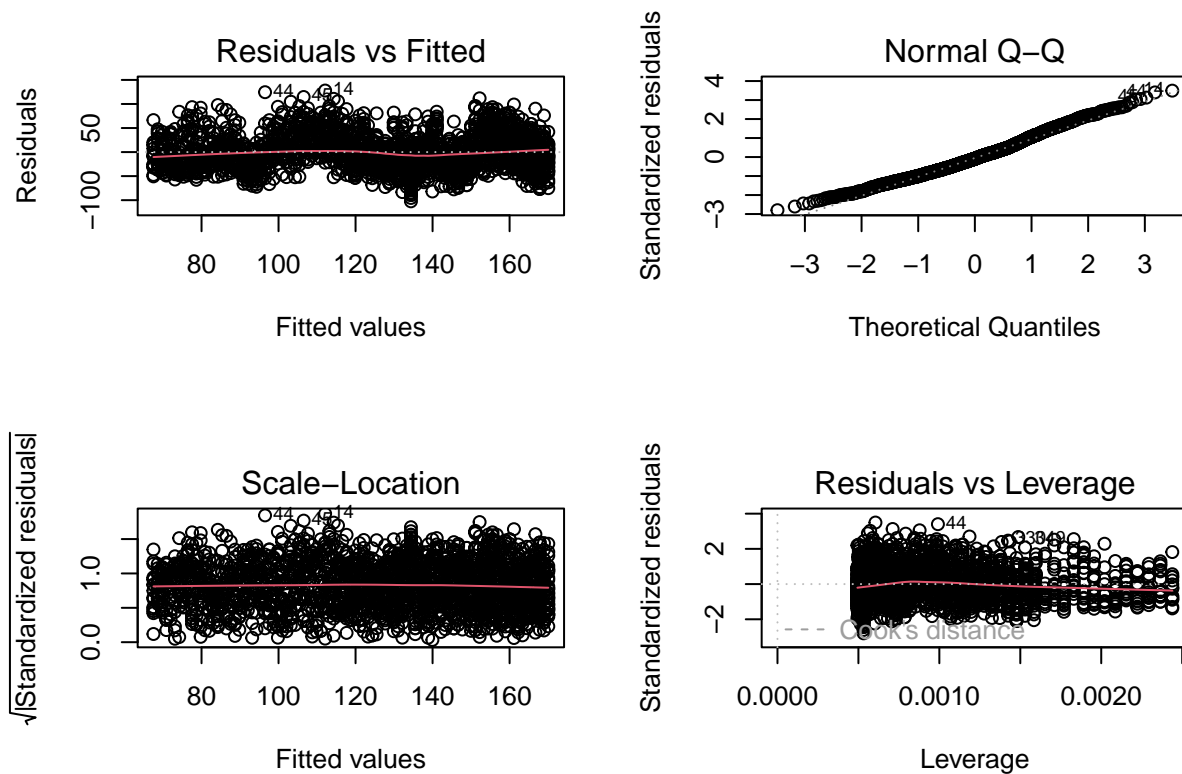 Residuals vs Fitted
Residuals
50
−100
44
14
80 100 120 140 160
Fitted values
Normal Q−Q
Standardized residuals
4
2
0
−3
14
−3 −2 −1 0 1 2 3
Theoretical Quantiles
Scale−Location
√|Standardized residuals|
1.0
0.0
44
14
80 100 120 140 160
Fitted values
Residuals vs Leverage
Standardized residuals
2
−2
44
Cook's distance
0.0000 0.0010 0.002
Leverage